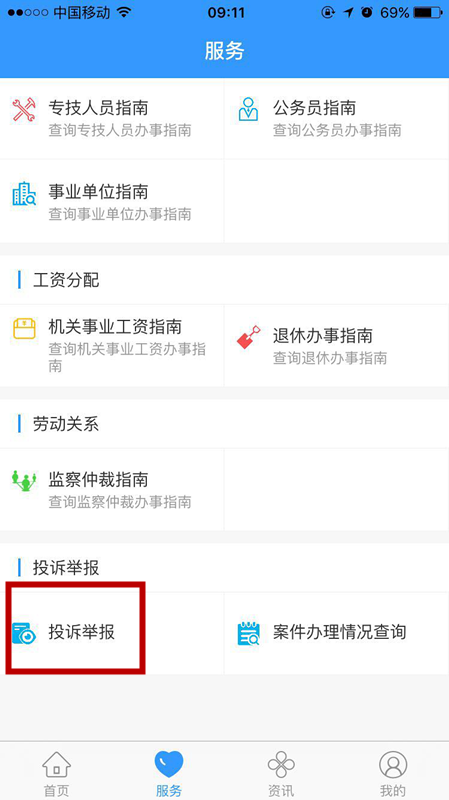 中国移动 09:11 69%
服务
专技人员指南
查询专技人员办事指南
公务员指南
查询公务员办事指南
事业单位指南
查询事业单位办事指南
工资分配
机关事业工资指南
查询机关事业工资办事指
南
退休办事指南
查询退休办事指南
劳动关系
监察仲裁指南
查询监察仲裁办事指南
投诉举报
投诉举报
案件办理情况查询
首页 服务 资讯 我的